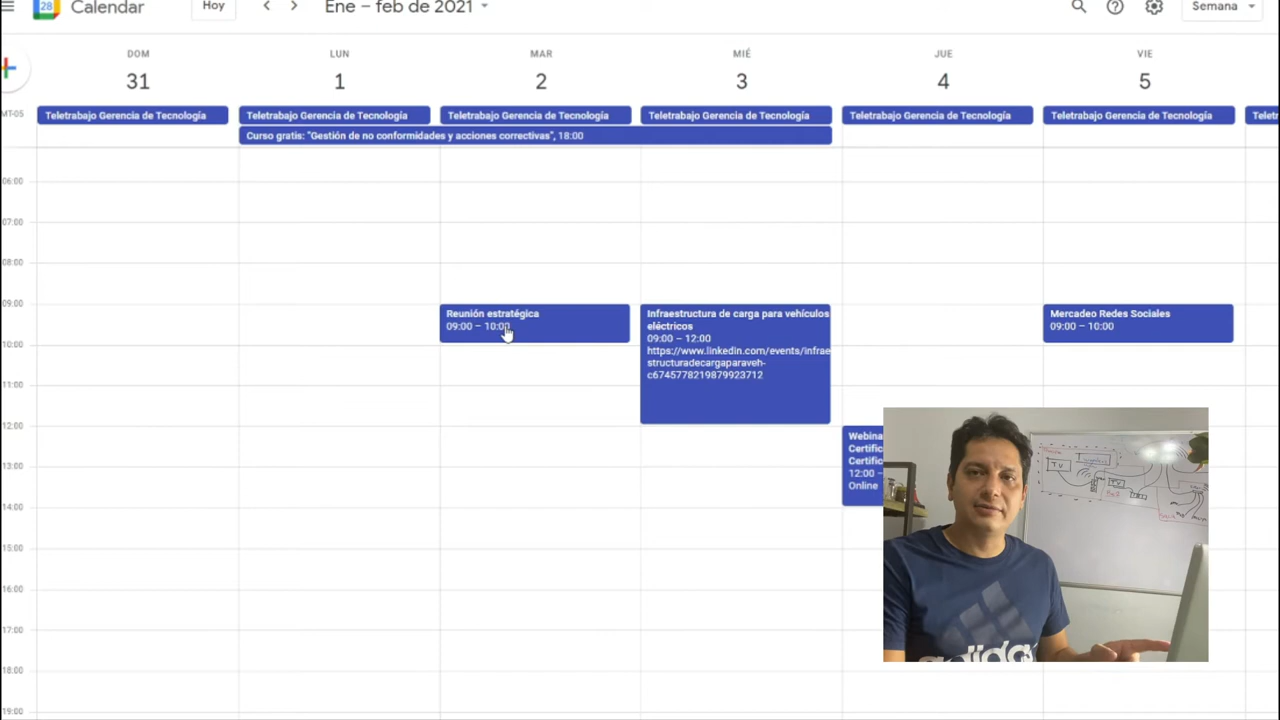 28 Calendar Hoy Ene – feb de 2021 Semana
DOM LUN MAR MIÉ JUE VIE
31 1 2 3 4 5
MT-05 Teletrabajo Gerencia de Tecnología Teletrabajo Gerencia de Tecnología Teletrabajo Gerencia de Tecnología Teletrabajo Gerencia de Tecnología Teletrabajo Gerencia de Tecnología Teletrabajo Gerencia de Tecnología Teletr
Curso gratis: "Gestión de no conformidades y acciones correctivas", 18:00
06:00
07:00
08:00
09:00
Reunión estratégica
09:00 – 10:00
Infraestructura de carga para vehículos
eléctricos
09:00 – 12:00
https://www.linkedin.com/events/infrae
structuradecargaparaveh-
c6745778219879923712
Mercadeo Redes Sociales
09:00 – 10:00
10:00
11:00
12:00
Webina
Certific
Certific
12:00 –
Online
13:00
14:00
15:00
16:00
17:00
18:00
19:00
TV
TV
adidas